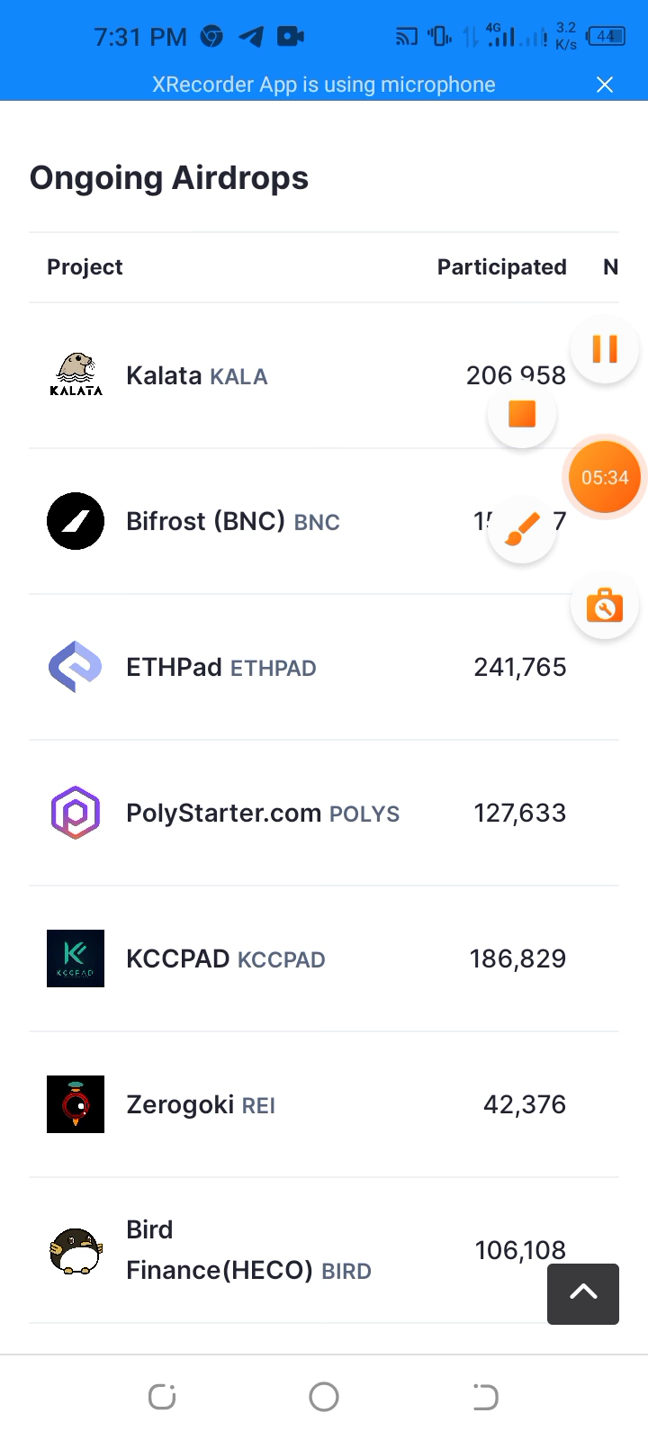 7:31 PM
4G
3.2
K/s
44
XRecorder App is using microphone
Ongoing Airdrops
Project Participated N
KALATA
Kalata KALA 206,958
05:34
Bifrost (BNC) BNC
ETHPad ETHPAD 241,765
PolyStarter.com POLYS 127,633
KCCPAD
KCCPAD KCCPAD 186,829
Zerogoki REI 42,376
Bird
Finance(HECO) BIRD 106,108